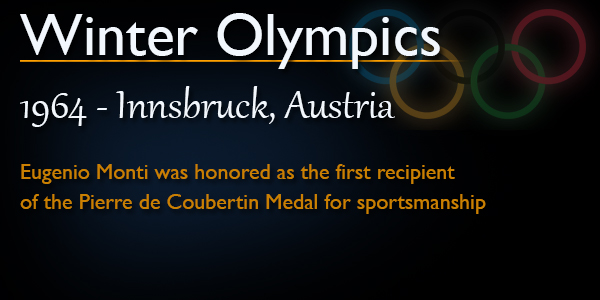 Winter Olympics
1964 - Innsbruck, Austria
Eugenio Monti was honored as the first recipient
of the Pierre de Coubertin Medal for sportsmanship